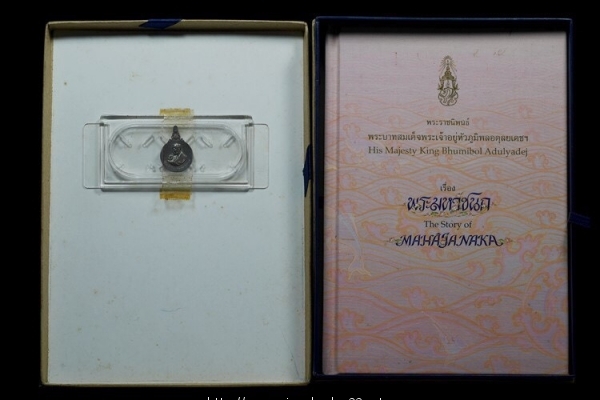 พระราชนิพนธ์
พระบาทสมเด็จพระเจ้าอยู่หัวภูมิพลอดุลยเดชฯ
His Majesty King Bhumibol Adulyadej
เรื่อง
พระมหาชนก
The Story of
MAHAJANAKA